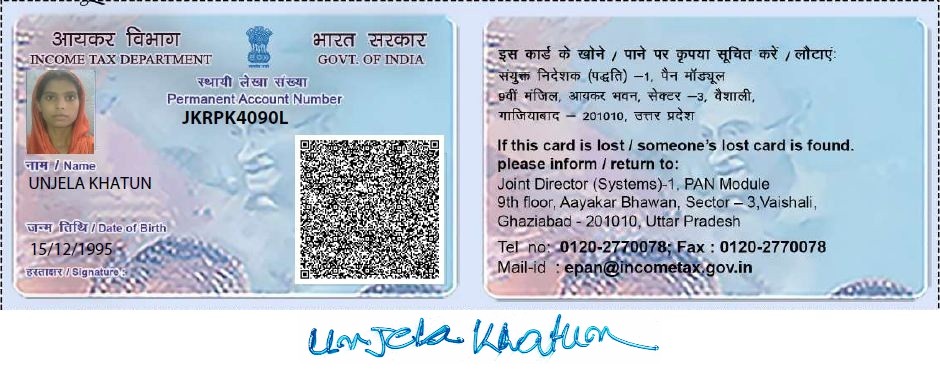 आयकर विभाग
INCOME TAX DEPARTMENT
भारत सरकार
GOVT. OF INDIA
स्थायी लेखा संख्या
Permanent Account Number
JKRPK4090L
नाम / Name
UNJELA KHATUN
जन्म तिथि / Date of Birth
15/12/1995
हस्ताक्षर / Signature :
इस कार्ड के खोने / पाने पर कृपया सूचित करें / लौटाएं:
संयुक्त निदेशक (पद्धति) –1, पैन मॉड्यूल
9वीं मंजिल, आयकर भवन, सेक्टर –3, वैशाली,
गाजियाबाद – 201010, उत्तर प्रदेश
If this card is lost / someone's lost card is found.
please inform / return to:
Joint Director (Systems)-1, PAN Module
9th floor, Aayakar Bhawan, Sector – 3,Vaishali,
Ghaziabad - 201010, Uttar Pradesh
Tel no: 0120-2770078; Fax : 0120-2770078
Mail-id : epan@incometax.gov.in
Unjela Khatun